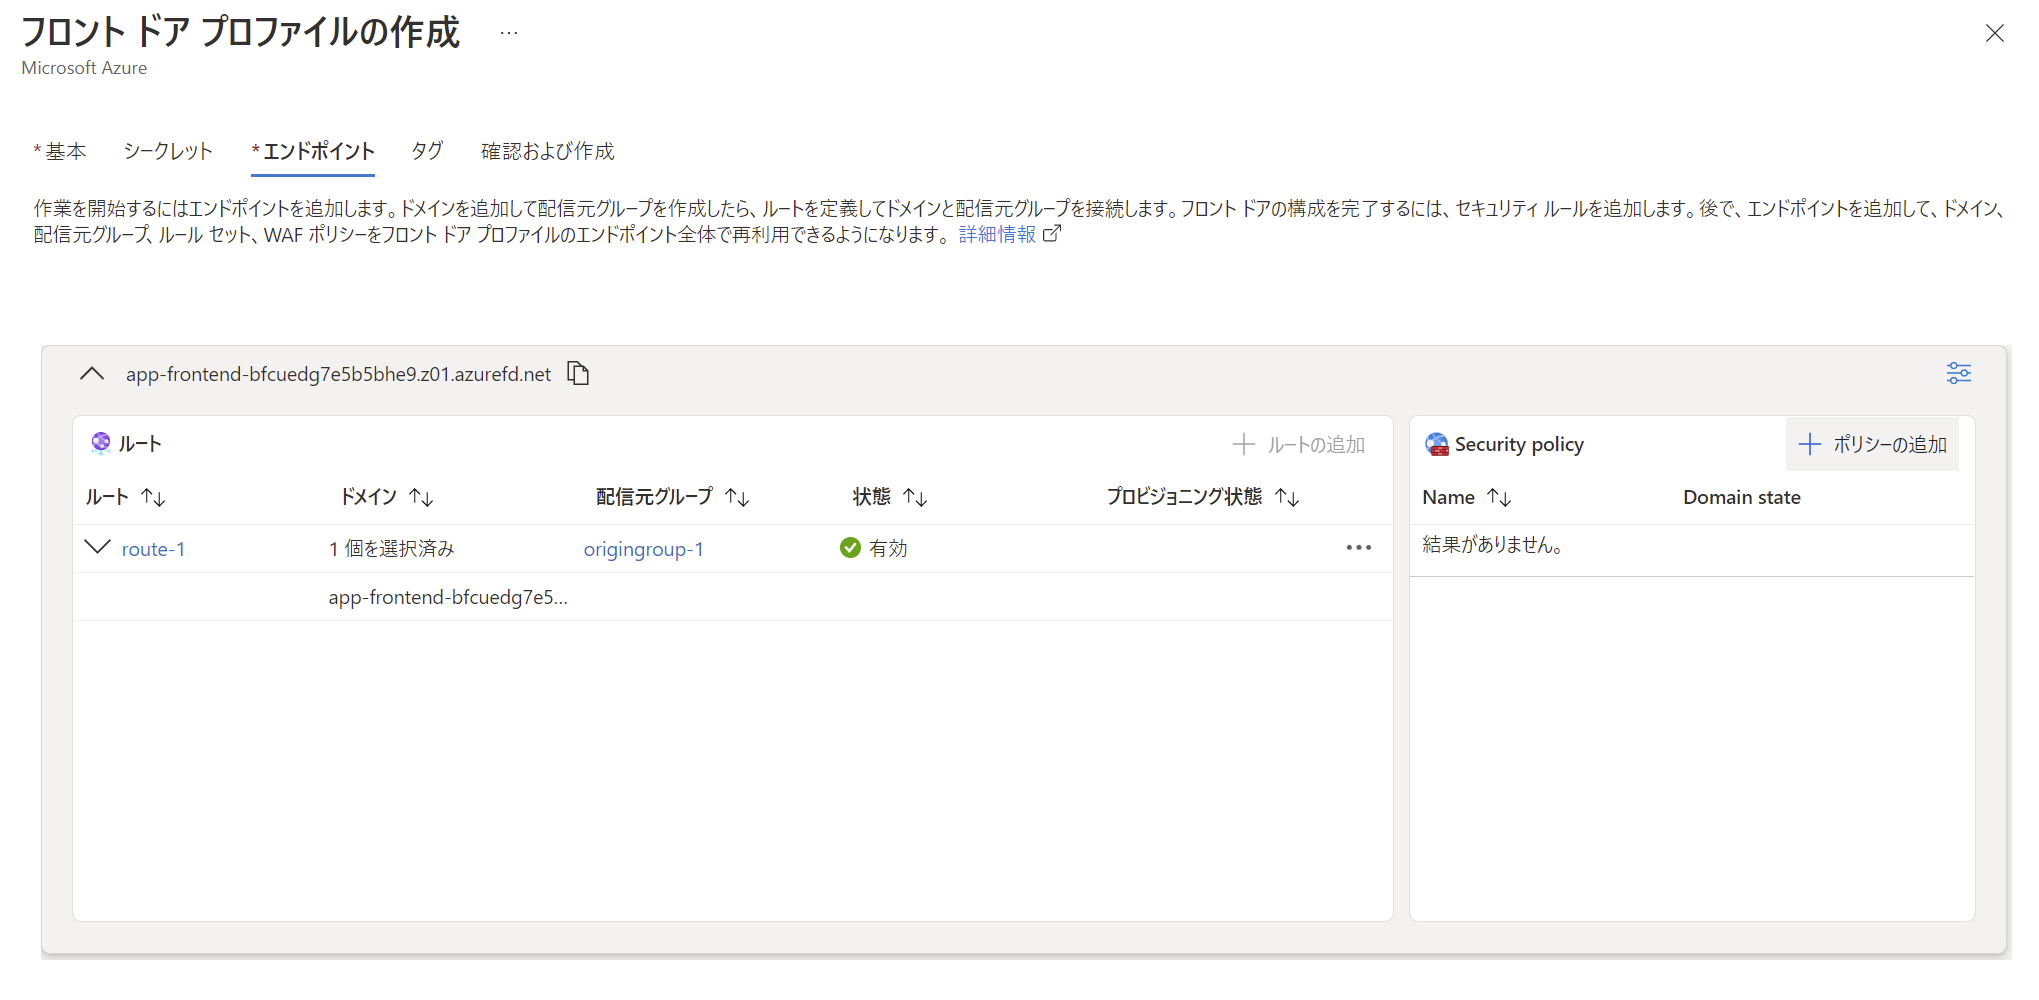 フロント ドア プロファイルの作成 …
Microsoft Azure
*基本 シークレット *エンドポイント タグ 確認および作成
作業を開始するにはエンドポイントを追加します。ドメインを追加して配信元グループを作成したら、ルートを定義してドメインと配信元グループを接続します。フロント ドアの構成を完了するには、セキュリティ ルールを追加します。後で、エンドポイントを追加して、ドメイン、
配信元グループ、ルール セット、WAF ポリシーをフロント ドア プロファイルのエンドポイント全体で再利用できるようになります。 詳細情報
app-frontend-bfcuedg7e5b5bhe9.z01.azurefd.net
ルート
ルートの追加
ルート ドメイン 配信元グループ 状態 プロビジョニング状態
route-1 1 個を選択済み origingroup-1 有効
app-frontend-bfcuedg7e5...
Security policy
ポリシーの追加
Name Domain state
結果がありません。